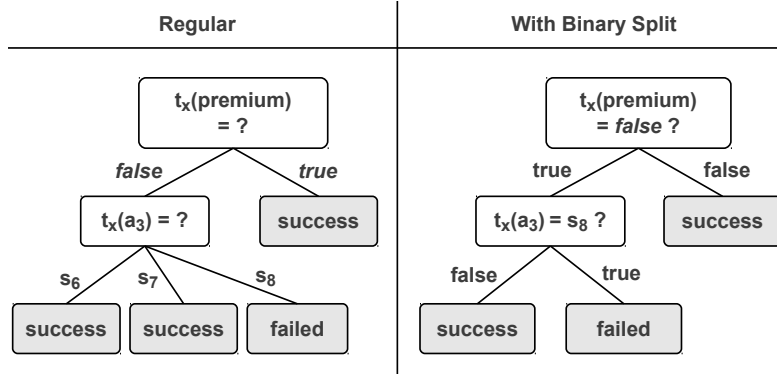 Regular
With Binary Split
tₓ(premium)
= ?
false
true
tₓ(a₃) = ?
success
s₆
s₇
s₈
success
success
failed
tₓ(premium)
= false ?
true
false
tₓ(a₃) = s₈ ?
success
false
true
success
failed